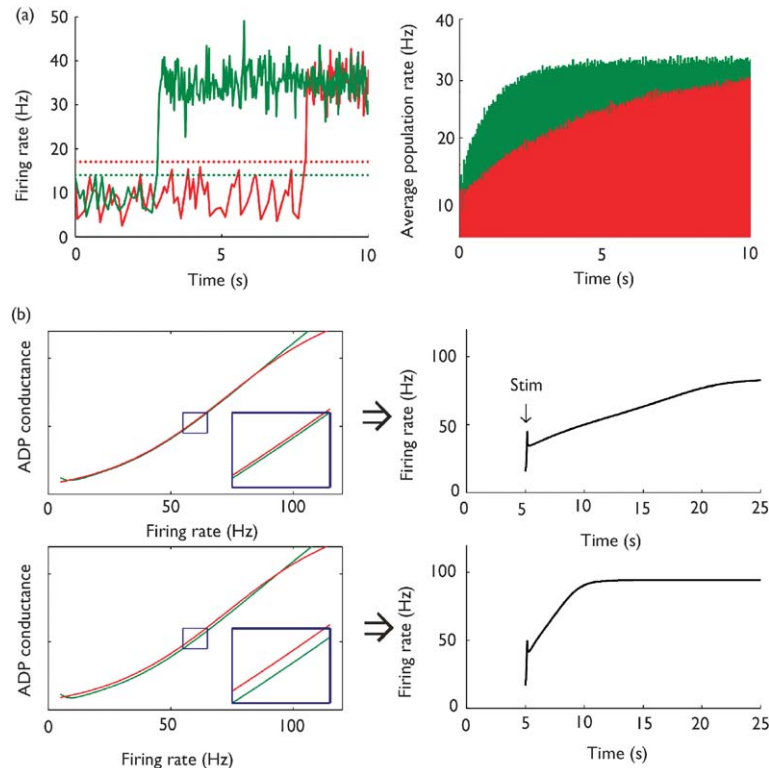 (a)
50
40
30
20
10
0
Firing rate (Hz)
0 5 10
Time (s)
40
30
20
10
Average population rate (Hz)
0 5 10
Time (s)
(b)
ADP conductance
50 100
Firing rate (Hz)
Stim
100
50
0
Firing rate (Hz)
0 5 10 15 20 25
Time (s)
ADP conductance
50 100
Firing rate (Hz)
100
50
0
Firing rate (Hz)
0 5 10 15 20 25
Time (s)